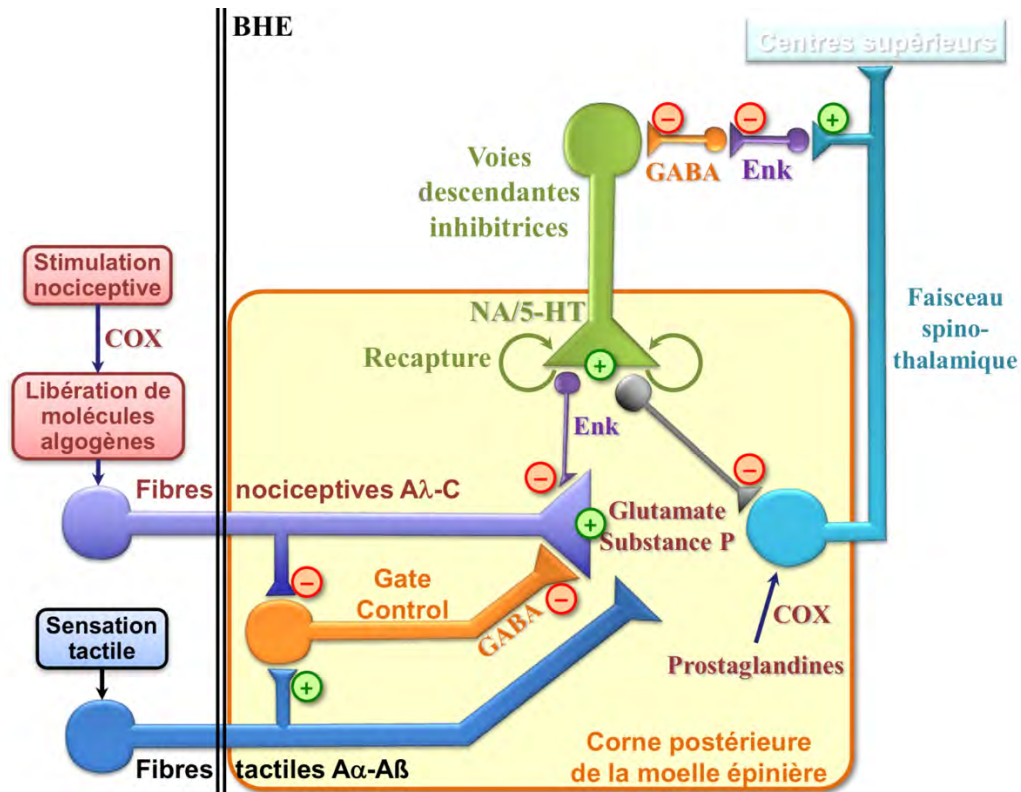 BHE
Centres supèrieurs
−
−
+
GABA
Enk
Voies
descendantes
inhibitrices
Stimulation
nociceptive
COX
Libération de
molécules
algogènes
NA/5-HT
Recapture
+
Enk
Faisceau
spino-
thalamique
−
−
Fibres nociceptives Aλ-C
+
Glutamate
Substance P
−
Gate
Control
GABA
−
Sensation
tactile
+
COX
Prostaglandines
Fibres tactiles Aα-Aß
Corne postérieure
de la moelle épinière